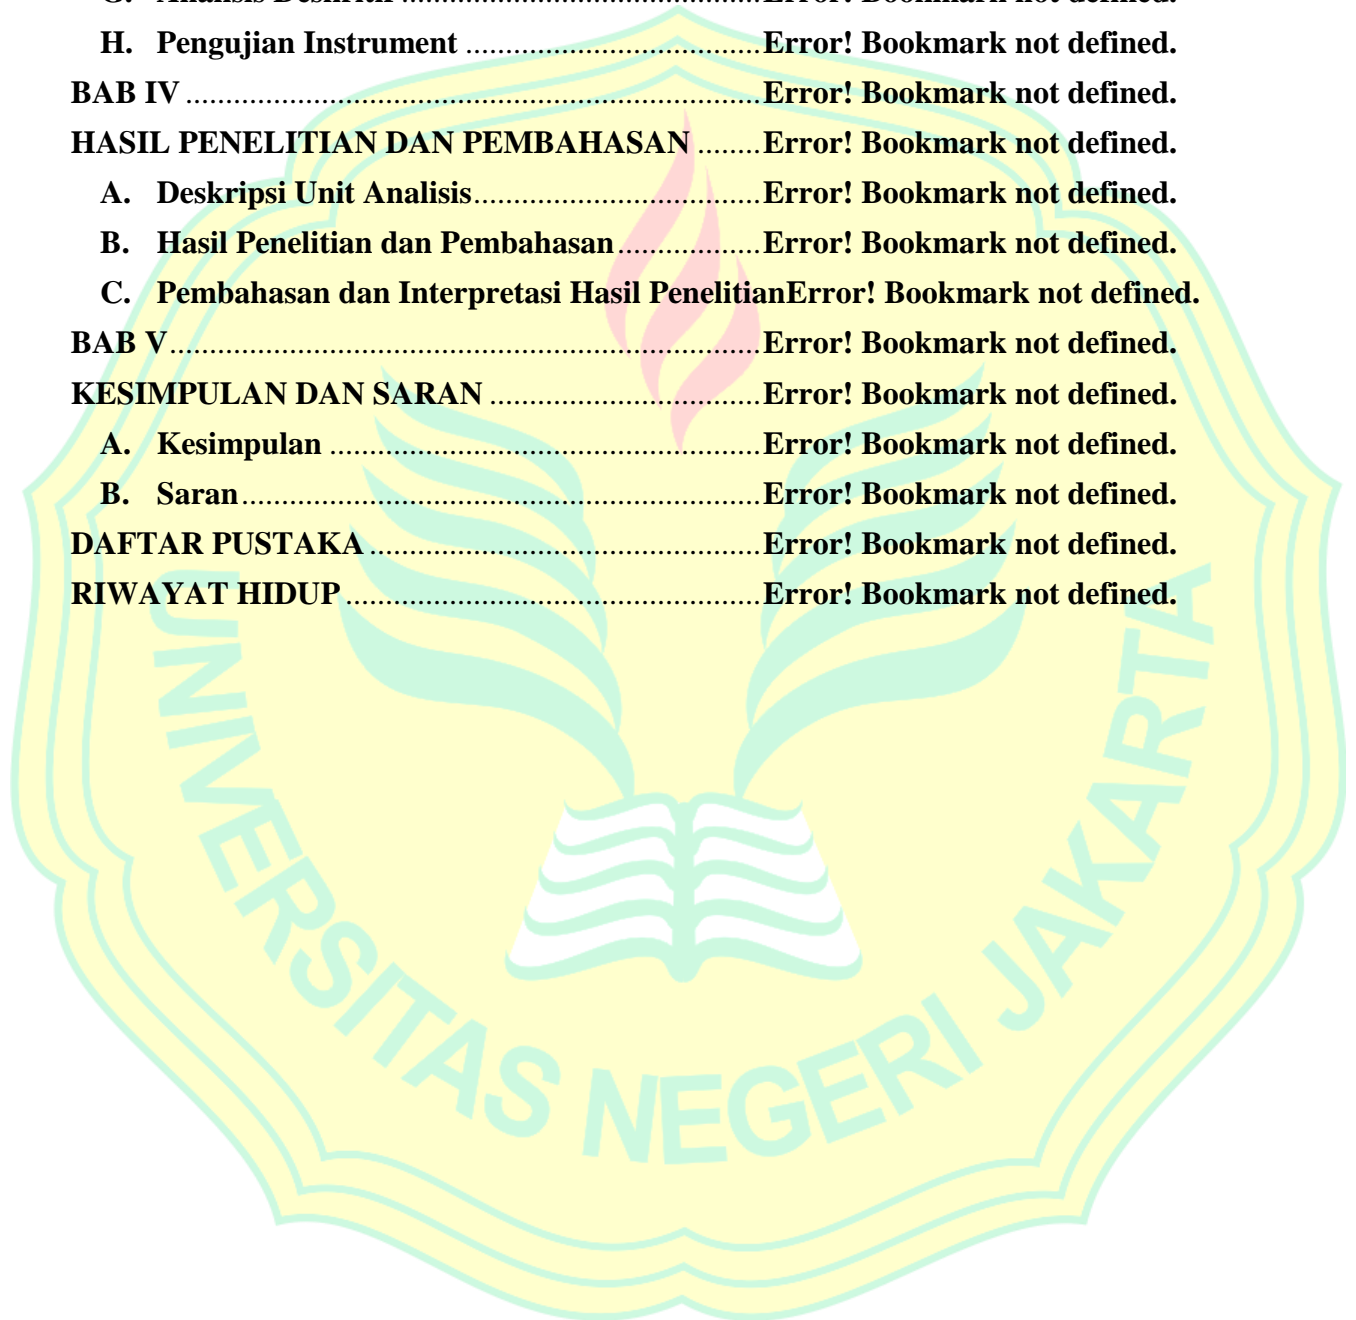 Error! Bookmark not defined.
H. Pengujian Instrument ....................................Error! Bookmark not defined.
BAB IV .......................................................................Error! Bookmark not defined.
HASIL PENELITIAN DAN PEMBAHASAN ........Error! Bookmark not defined.
A. Deskripsi Unit Analisis...................................Error! Bookmark not defined.
B. Hasil Penelitian dan Pembahasan.................Error! Bookmark not defined.
C. Pembahasan dan Interpretasi Hasil PenelitianError! Bookmark not defined.
BAB V.........................................................................Error! Bookmark not defined.
KESIMPULAN DAN SARAN .................................Error! Bookmark not defined.
A. Kesimpulan .....................................................Error! Bookmark not defined.
B. Saran................................................................Error! Bookmark not defined.
DAFTAR PUSTAKA ................................................Error! Bookmark not defined.
RIWAYAT HIDUP ...................................................Error! Bookmark not defined.
UNIVERSITAS NEGERI JAKARTA